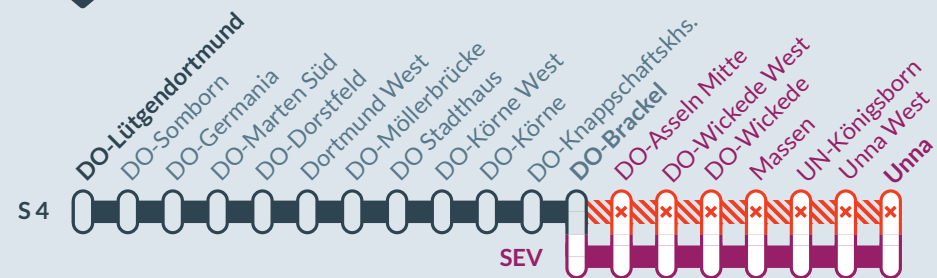 DO-Lütgendortmund
DO-Somborn
DO-Germania
DO-Marten Süd
DO-Dorstfeld
Dortmund West
DO-Möllerbrücke
DO Stadthaus
DO-Körne West
DO-Körne
DO-Knappschaftskhs.
DO-Brackel
DO-Asseln Mitte
DO-Wickede West
DO-Wickede
Massen
UN-Königsborn
Unna West
Unna
S 4
SEV